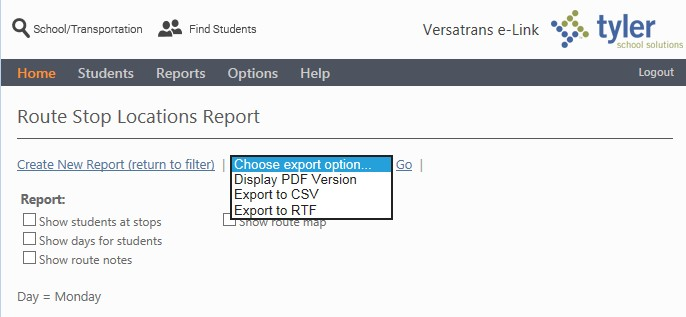 School/Transportation Find Students Versatrans e-Link tyler
school solutions
Home Students Reports Options Help Logout
Route Stop Locations Report
Create New Report (return to filter) | Choose export option... Go |
Display PDF Version
Export to CSV
Export to RTF
Report:
Show students at stops Show route map
Show days for students
Show route notes
Day = Monday